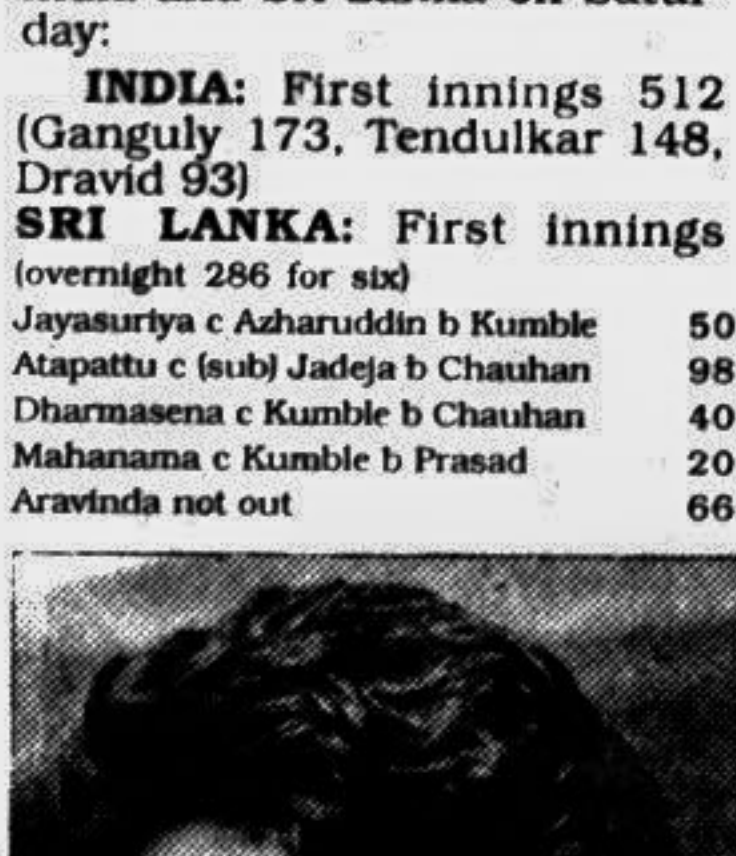 day:
INDIA: First innings 512
(Ganguly 173, Tendulkar 148,
Dravid 93)
SRI LANKA: First innings
(overnight 286 for six)
Jayasuriya c Azharuddin b Kumble 50
Atapattu c (sub) Jadeja b Chauhan 98
Dharmasena c Kumble b Chauhan 40
Mahanama c Kumble b Prasad 20
Aravinda not out 66